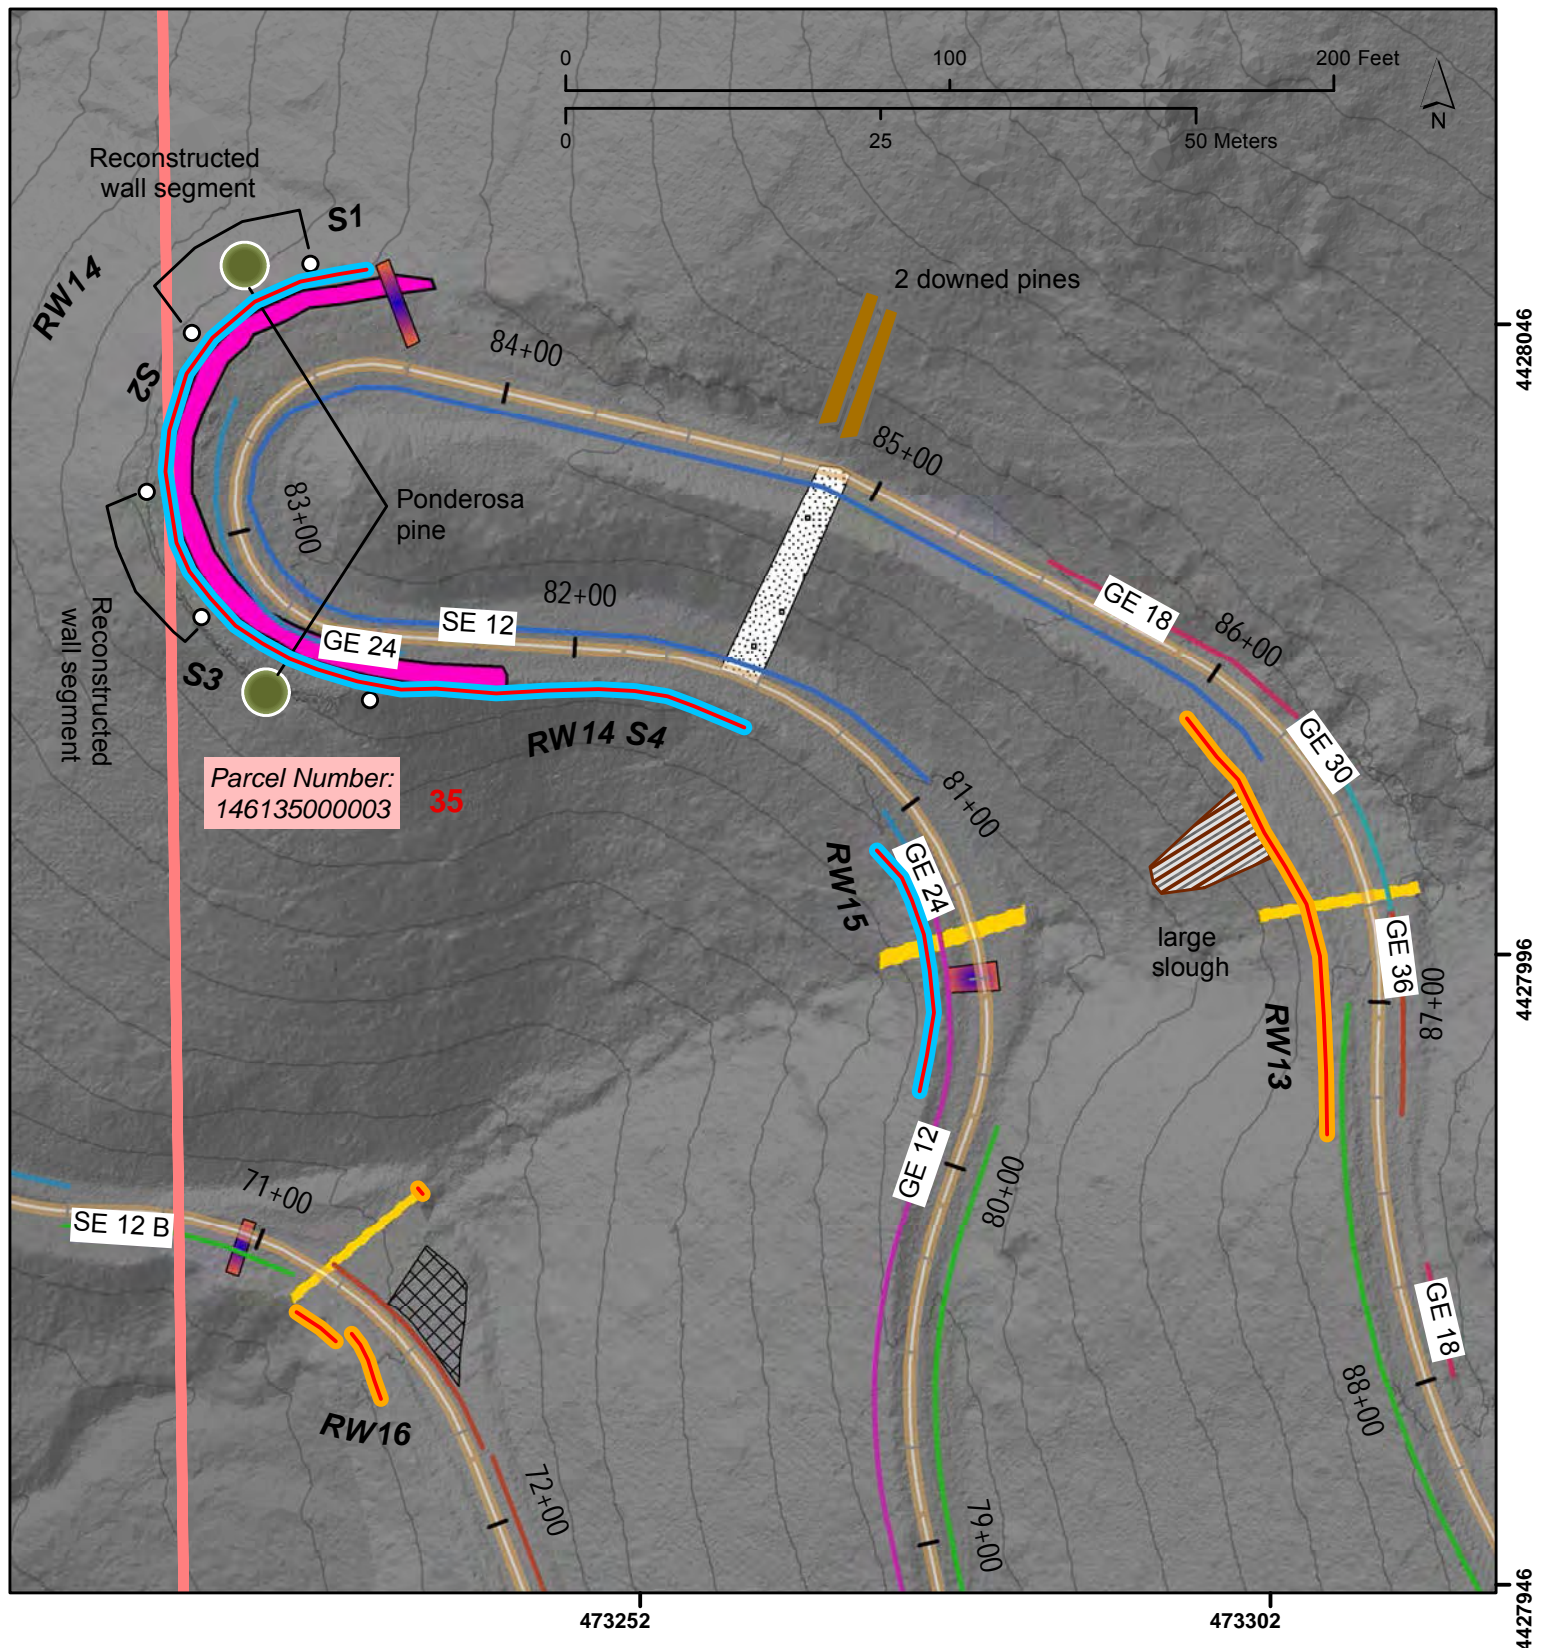 0
100
200 Feet
0
25
50 Meters
N
Reconstructed
wall segment
S1
RW14
2 downed pines
4428046
84+00
S2
85+00
83+00
Ponderosa
pine
82+00
SE 12
GE 24
GE 18
86+00
Reconstructed
wall segment
S3
RW14 S4
GE 30
Parcel Number:
146135000003
35
81+00
RW15
GE 24
large
slough
GE 36
4427996
87+00
RW13
GE 12
80+00
71+00
SE 12 B
GE 18
88+00
RW16
72+00
79+00
4427946
473252
473302